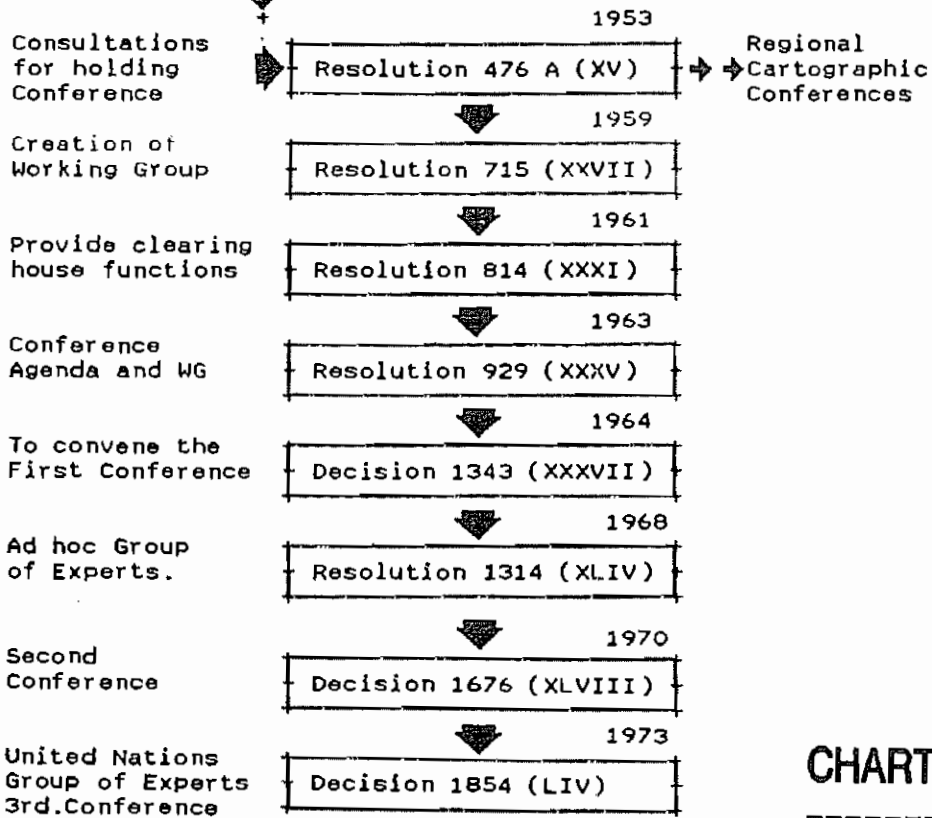 1953
Consultations
for holding
Conference
Resolution 476 A (XV)
Regional
Cartographic
Conferences
1959
Creation of
Working Group
Resolution 715 (XXVII)
1961
Provide clearing
house functions
Resolution 814 (XXXI)
1963
Conference
Agenda and WG
Resolution 929 (XXXV)
1964
To convene the
First Conference
Decision 1343 (XXXVII)
1968
Ad hoc Group
of Experts.
Resolution 1314 (XLIV)
1970
Second
Conference
Decision 1676 (XLVIII)
1973
United Nations
Group of Experts
3rd.Conference
Decision 1854 (LIV)
CHART